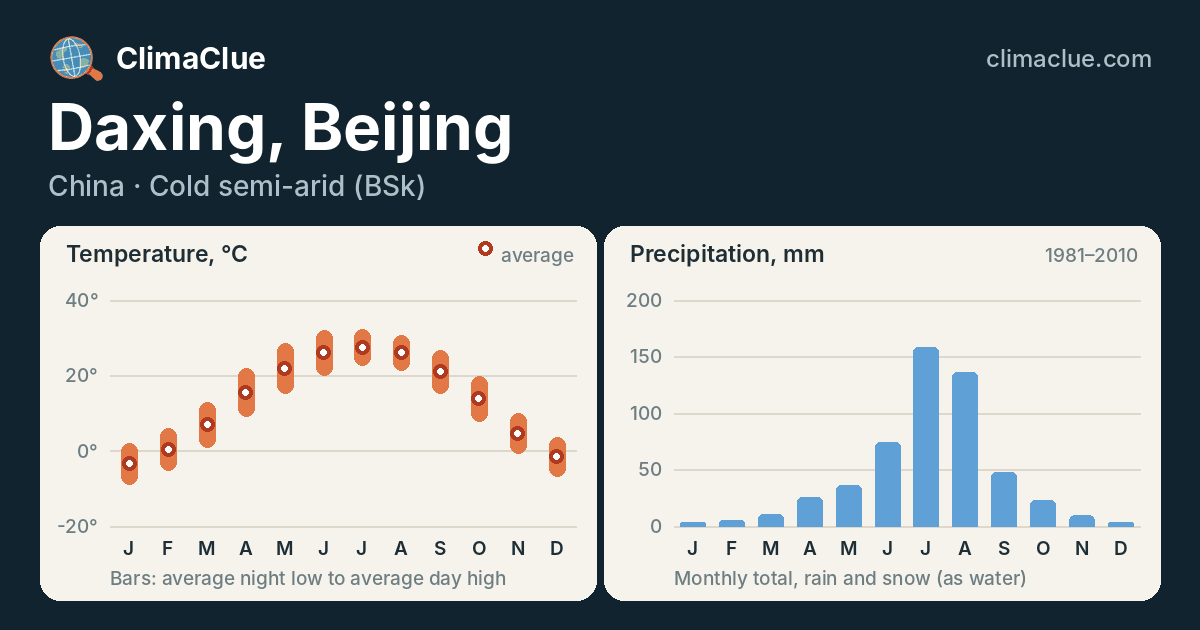 ClimaClue
climaclue.com
Daxing, Beijing
China · Cold semi-arid (BSk)
Temperature, °C
average
40°
20°
0°
-20°
J F M A M J J A S O N D
Bars: average night low to average day high
Precipitation, mm
1981–2010
200
150
100
50
0
J F M A M J J A S O N D
Monthly total, rain and snow (as water)